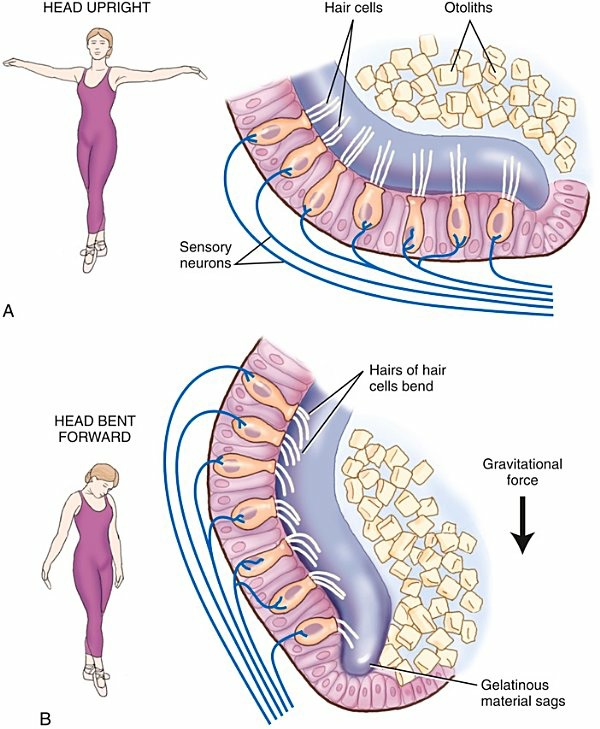 HEAD UPRIGHT
Hair cells
Otoliths
Sensory
neurons
A
Hairs of hair
cells bend
HEAD BENT
FORWARD
Gravitational
force
Gelatinous
material sags
B